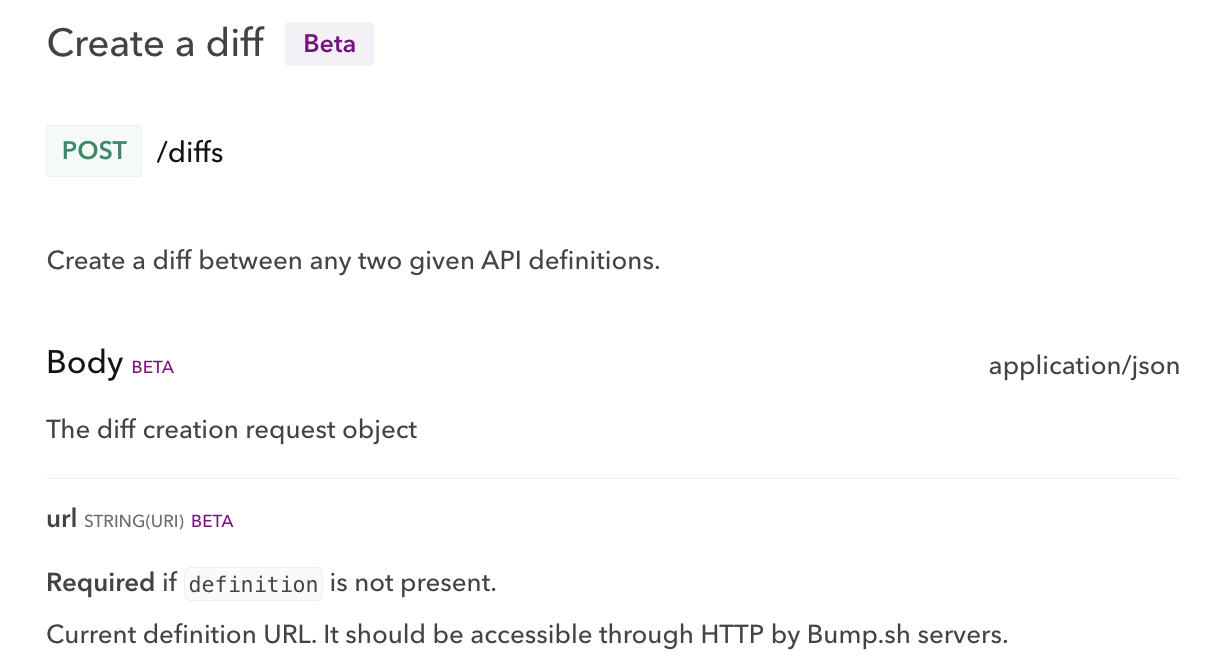 Create a diff Beta
POST /diffs
Create a diff between any two given API definitions.
Body BETA application/json
The diff creation request object
url STRING(URI) BETA
Required if definition is not present.
Current definition URL. It should be accessible through HTTP by Bump.sh servers.